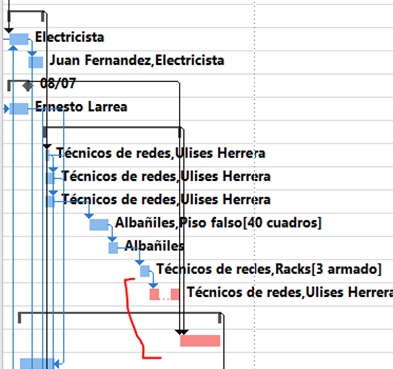 Electricista
Juan Fernandez,Electricista
08/07
Ernesto Larrea
Técnicos de redes,Ulises Herrera
Técnicos de redes,Ulises Herrera
Técnicos de redes,Ulises Herrera
Albañiles,Piso falso[40 cuadros]
Albañiles
Técnicos de redes,Racks[3 armado]
Técnicos de redes,Ulises Herrera